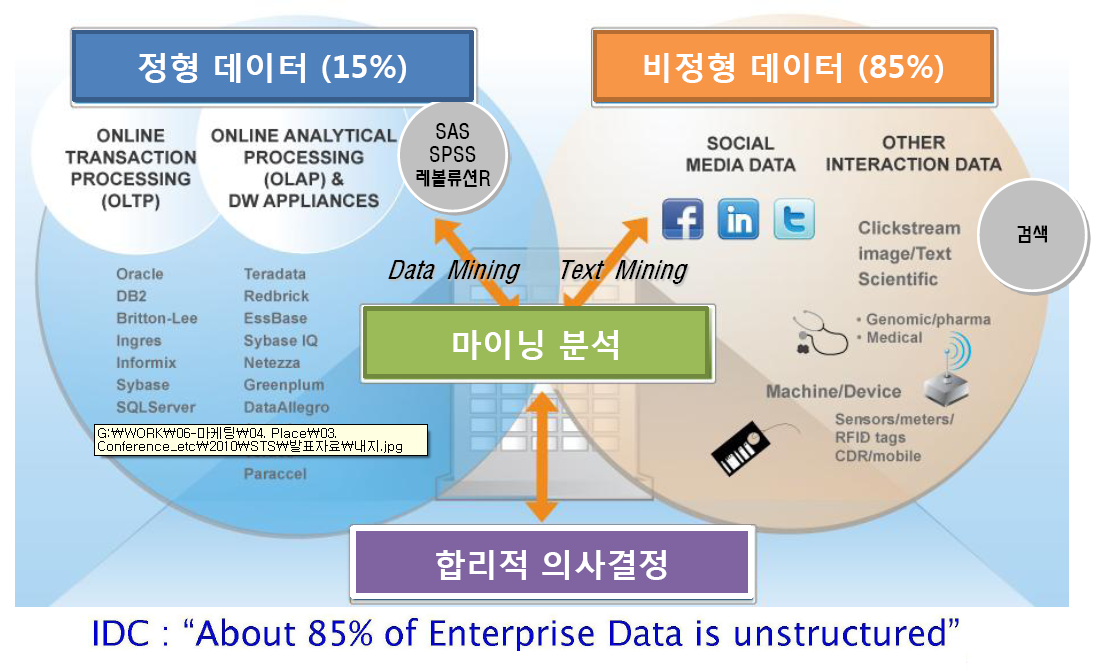 정형 데이터 (15%)
비정형 데이터 (85%)
ONLINE
TRANSACTION
PROCESSING
(OLTP)
ONLINE ANALYTICAL
PROCESSING
(OLAP) &
DW APPLIANCES
SAS
SPSS
레볼류션R
SOCIAL
MEDIA DATA
OTHER
INTERACTION DATA
검색
Clickstream
image/Text
Scientific
• Genomic/pharma
• Medical
Machine/Device
Sensors/meters/
RFID tags
CDR/mobile
f
in
t
Data Mining
Text Mining
Oracle
DB2
Britton-Lee
Ingres
Informix
Sybase
SQLServer
Teradata
Redbrick
EssBase
Sybase IQ
Netezza
Greenplum
DataAllegro
G:₩WORK₩06-마케팅₩04. Place₩03.
Conference_etc₩2010₩STS₩발표자료₩내지.jpg
Paraccel
마이닝 분석
합리적 의사결정
IDC : “About 85% of Enterprise Data is unstructured”